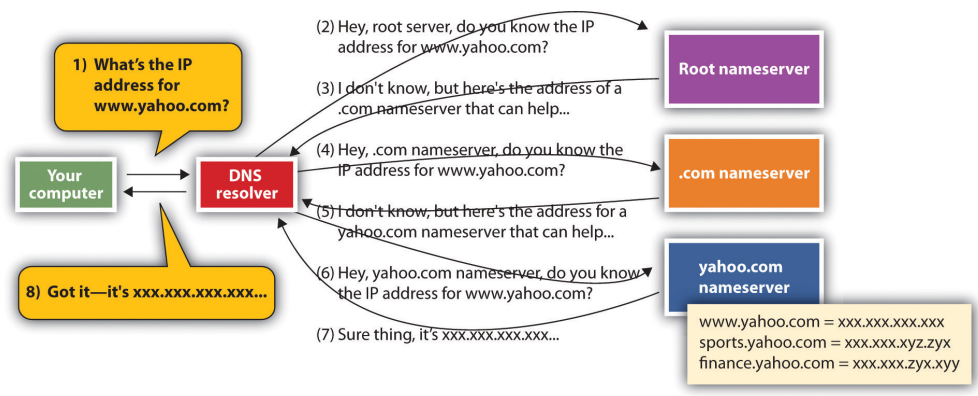 1) What's the IP
address for
www.yahoo.com?
(2) Hey, root server, do you know the IP
address for www.yahoo.com?
(3) I don't know, but here's the address of a
.com nameserver that can help...
(4) Hey, .com nameserver, do you know the
IP address for www.yahoo.com?
(5) I don't know, but here's the address for a
yahoo.com nameserver that can help...
(6) Hey, yahoo.com nameserver, do you know
the IP address for www.yahoo.com?
(7) Sure thing, it's xxx.xxx.xxx.xxx...
8) Got it—it's xxx.xxx.xxx.xxx...
Your
computer
DNS
resolver
Root nameserver
.com nameserver
yahoo.com
nameserver
www.yahoo.com = xxx.xxx.xxx.xxx
sports.yahoo.com = xxx.xxx.xyz.zyx
finance.yahoo.com = xxx.xxx.zyx.xyy